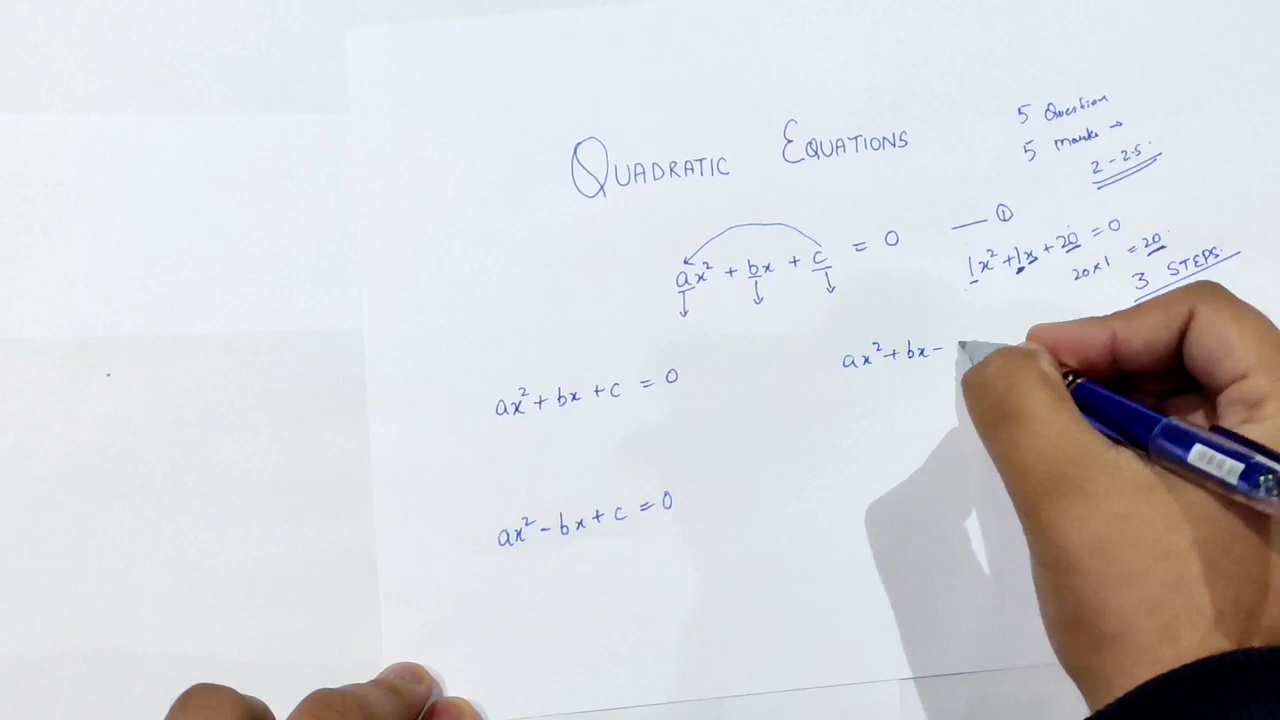 QUADRATIC EQUATIONS
5 Question
5 marks →
2 - 2.5.
ax² + bx + c = 0 — ①
1x² + 1x + 20 = 0
20×1 = 20.
3 STEPS.
ax² + bx + c = 0
ax² + bx −
ax² − bx + c = 0